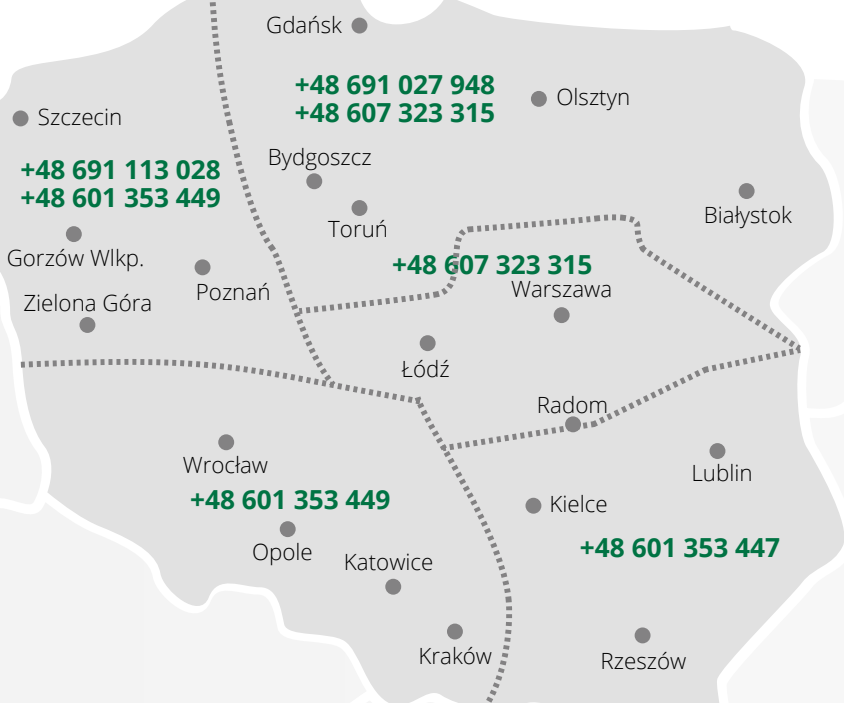 Gdańsk
+48 691 027 948
+48 607 323 315
Olsztyn
Szczecin
+48 691 113 028
+48 601 353 449
Bydgoszcz
Toruń
Białystok
Gorzów Wlkp.
Poznań
Zielona Góra
+48 607 323 315
Warszawa
Łódź
Radom
Wrocław
+48 601 353 449
Opole
Katowice
Kraków
Lublin
Kielce
+48 601 353 447
Rzeszów